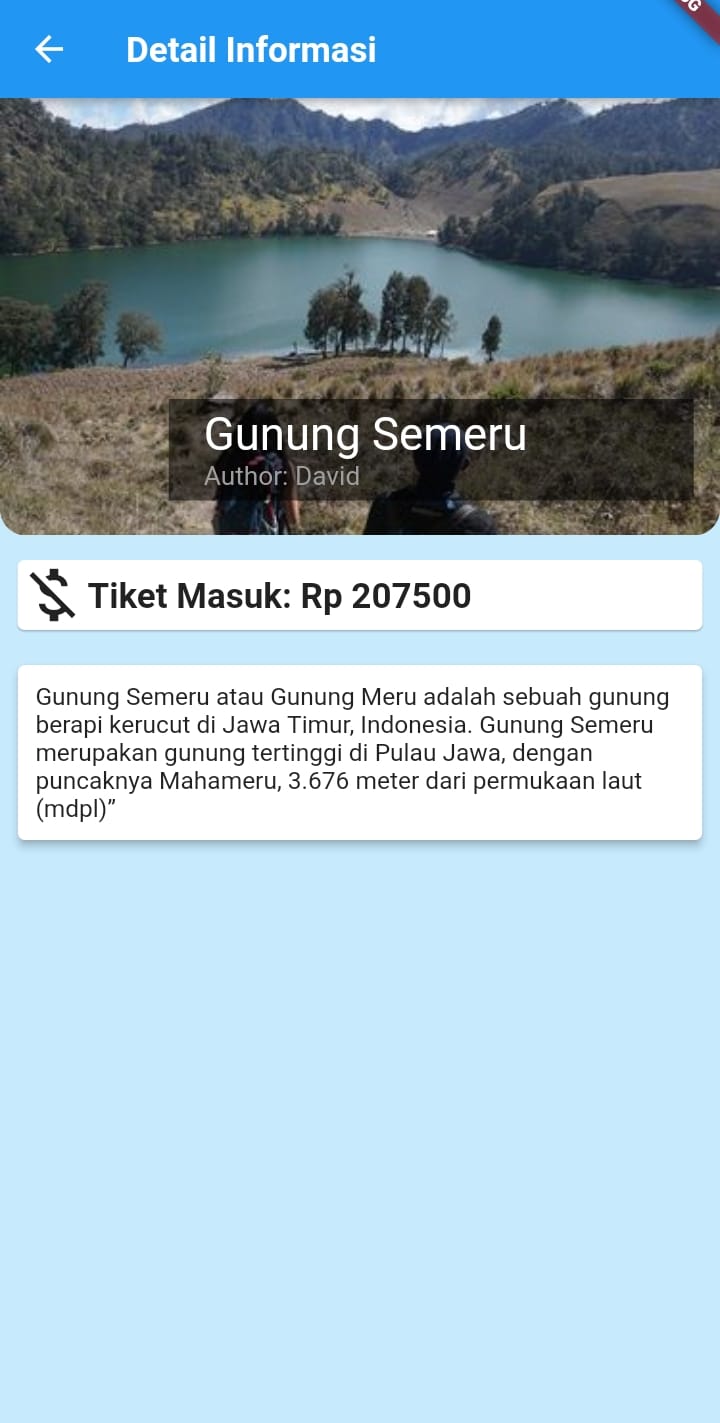 Detail Informasi
Gunung Semeru
Author: David
Tiket Masuk: Rp 207500
Gunung Semeru atau Gunung Meru adalah sebuah gunung
berapi kerucut di Jawa Timur, Indonesia. Gunung Semeru
merupakan gunung tertinggi di Pulau Jawa, dengan
puncaknya Mahameru, 3.676 meter dari permukaan laut
(mdpl)”